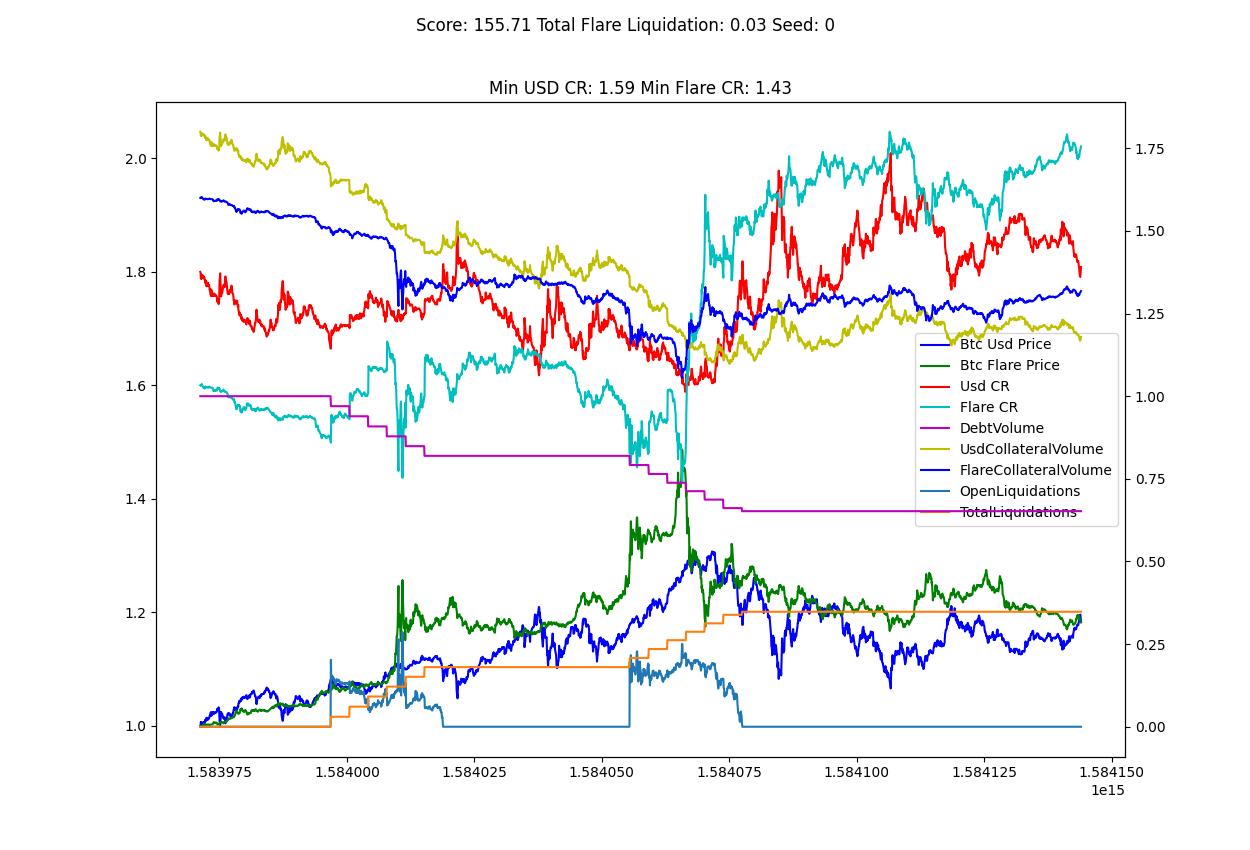 Score: 155.71 Total Flare Liquidation: 0.03 Seed: 0
Min USD CR: 1.59 Min Flare CR: 1.43
2.0
1.8
1.6
1.4
1.2
1.0
1.75
1.50
1.25
1.00
0.75
0.50
0.25
0.00
Btc Usd Price
Btc Flare Price
Usd CR
Flare CR
DebtVolume
UsdCollateralVolume
FlareCollateralVolume
OpenLiquidations
TotalLiquidations
1.583975 1.584000 1.584025 1.584050 1.584075 1.584100 1.584125 1.584150
1e15